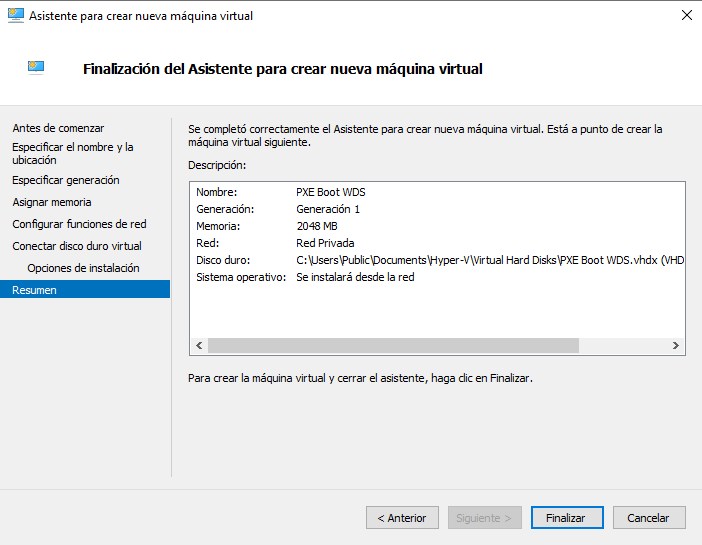 Asistente para crear nueva máquina virtual
Finalización del Asistente para crear nueva máquina virtual
Antes de comenzar
Especificar el nombre y la
ubicación
Especificar generación
Asignar memoria
Configurar funciones de red
Conectar disco duro virtual
Opciones de instalación
Resumen
Se completó correctamente el Asistente para crear nueva máquina virtual. Está a punto de crear la
máquina virtual siguiente.
Descripción:
Nombre: PXE Boot WDS
Generación: Generación 1
Memoria: 2048 MB
Red: Red Privada
Disco duro: C:\Users\Public\Documents\Hyper-V\Virtual Hard Disks\PXE Boot WDS.vhdx (VHD
Sistema operativo: Se instalará desde la red
Para crear la máquina virtual y cerrar el asistente, haga clic en Finalizar.
< Anterior Siguiente > Finalizar Cancelar